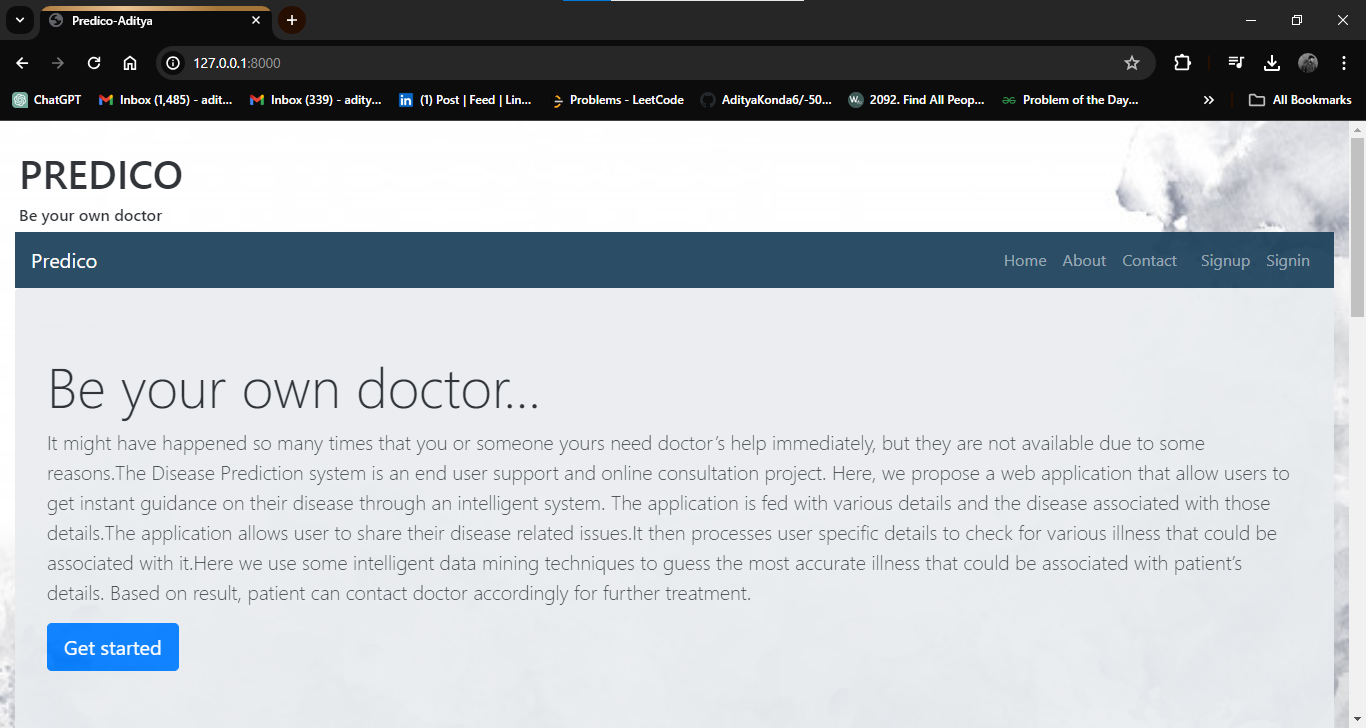 Predico-Aditya
127.0.0.1:8000
ChatGPT
Inbox (1,485) - adit...
Inbox (339) - adity...
in
(1) Post | Feed | Lin...
Problems - LeetCode
AdityaKonda6/-50...
2092. Find All Peop...
Problem of the Day...
All Bookmarks
PREDICO
Be your own doctor
Predico
Home
About
Contact
Signup
Signin
Be your own doctor...
It might have happened so many times that you or someone yours need doctor's help immediately, but they are not available due to some
reasons.The Disease Prediction system is an end user support and online consultation project. Here, we propose a web application that allow users to
get instant guidance on their disease through an intelligent system. The application is fed with various details and the disease associated with those
details.The application allows user to share their disease related issues.It then processes user specific details to check for various illness that could be
associated with it.Here we use some intelligent data mining techniques to guess the most accurate illness that could be associated with patient's
details. Based on result, patient can contact doctor accordingly for further treatment.
Get started